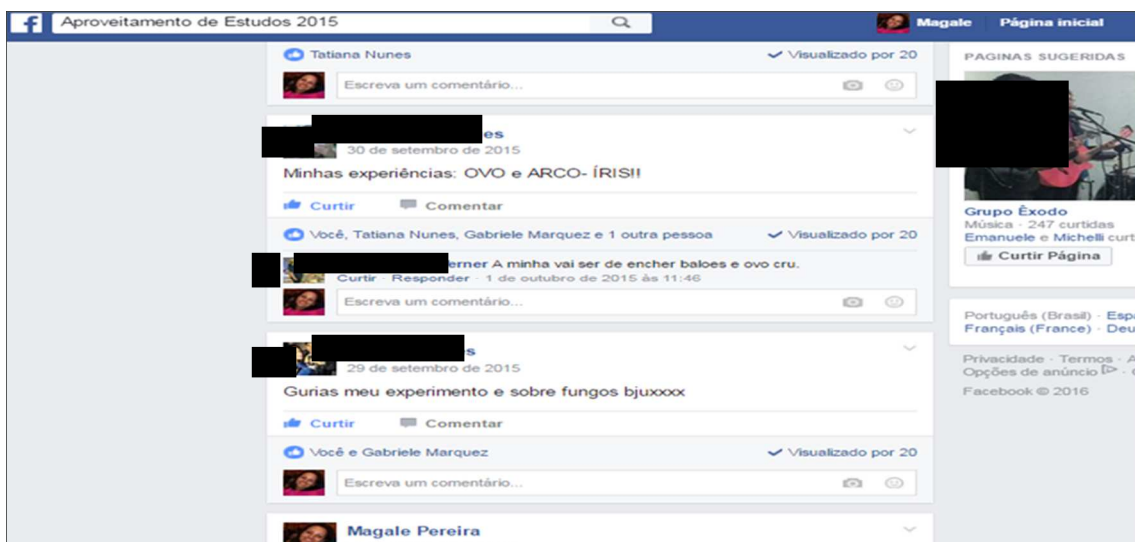 f Aproveitamento de Estudos 2015 Magale Página inicial
Tatiana Nunes Visualizado por 20
Escreva um comentário...
es
30 de setembro de 2015
Minhas experiências: OVO e ARCO- ÍRIS!!
Curtir Comentar
Você, Tatiana Nunes, Gabriele Marquez e 1 outra pessoa Visualizado por 20
erner A minha vai ser de encher baloes e ovo cru.
Curtir · Responder · 1 de outubro de 2015 às 11:46
Escreva um comentário...
s
29 de setembro de 2015
Gurias meu experimento e sobre fungos bjuxxxx
Curtir Comentar
Você e Gabriele Marquez Visualizado por 20
Escreva um comentário...
Magale Pereira
PAGINAS SUGERIDAS
Grupo Êxodo
Música · 247 curtidas
Emanuele e Michelli curt
Curtir Página
Português (Brasil) · Espa
Français (France) · Deu
Privacidade · Termos · A
Opções de anúncio ·
Facebook © 2016